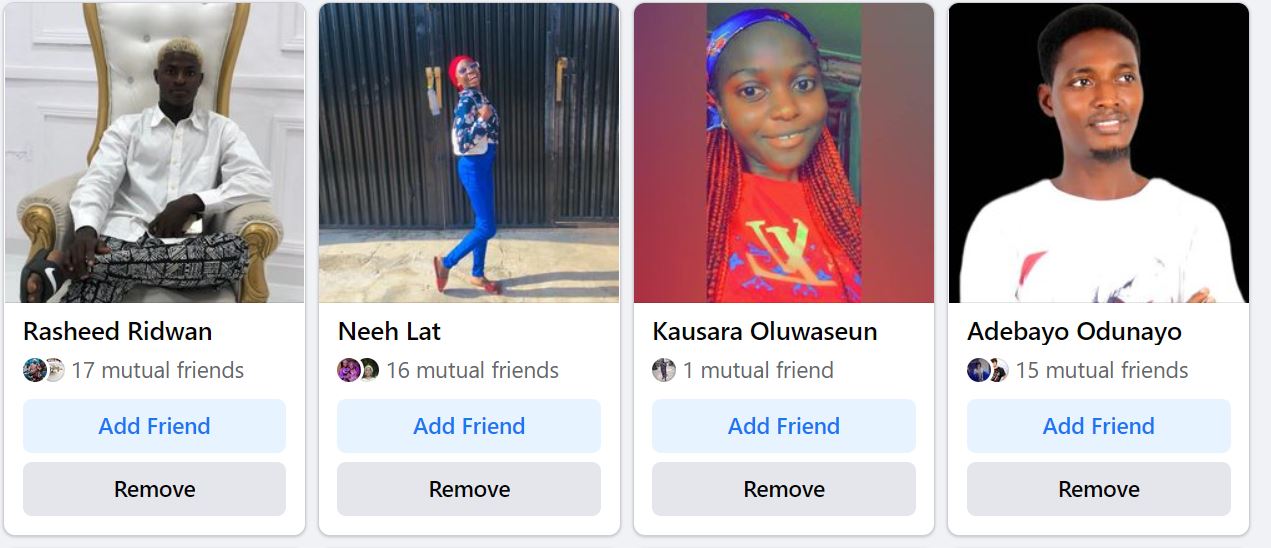 Rasheed Ridwan
17 mutual friends
Add Friend
Remove
Neeh Lat
16 mutual friends
Add Friend
Remove
Kausara Oluwaseun
1 mutual friend
Add Friend
Remove
Adebayo Odunayo
15 mutual friends
Add Friend
Remove